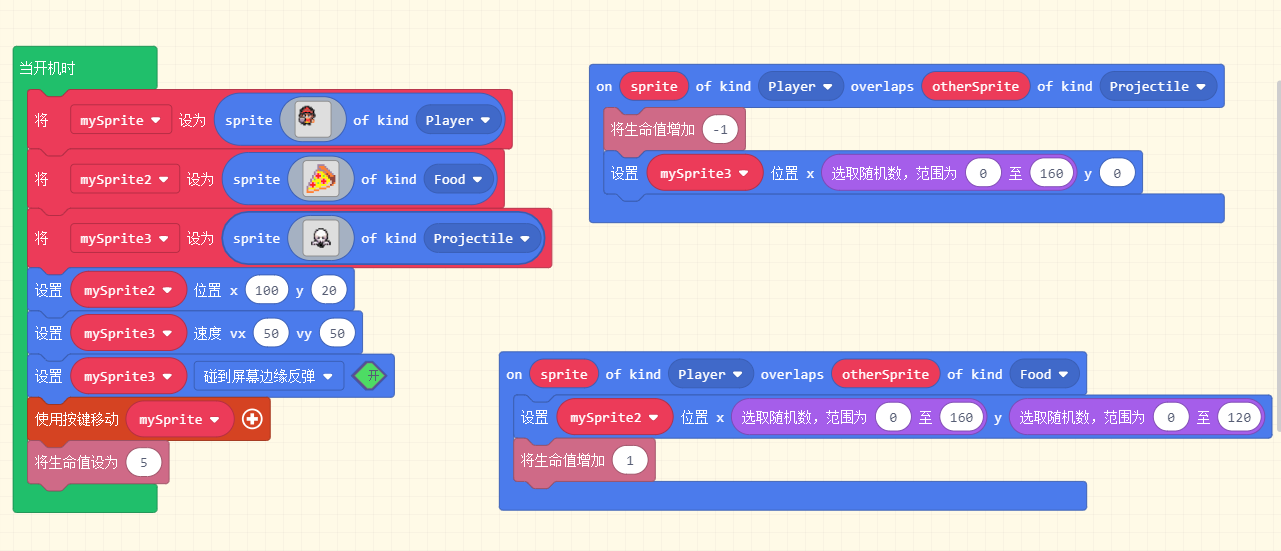 当开机时
将 mySprite 设为 sprite of kind Player
将 mySprite2 设为 sprite of kind Food
将 mySprite3 设为 sprite of kind Projectile
设置 mySprite2 位置 x 100 y 20
设置 mySprite3 速度 vx 50 vy 50
设置 mySprite3 碰到屏幕边缘反弹 开
使用按键移动 mySprite
将生命值设为 5
on sprite of kind Player overlaps otherSprite of kind Projectile
将生命值增加 -1
设置 mySprite3 位置 x 选取随机数，范围为 0 至 160 y 0
on sprite of kind Player overlaps otherSprite of kind Food
设置 mySprite2 位置 x 选取随机数，范围为 0 至 160 y 选取随机数，范围为 0 至 120
将生命值增加 1